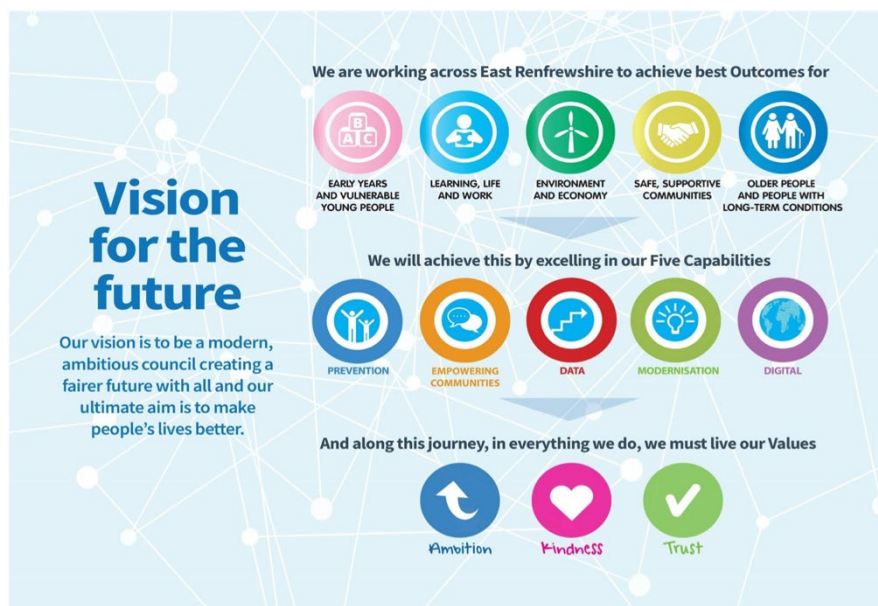 Vision
for the
future
Our vision is to be a modern,
ambitious council creating a
fairer future with all and our
ultimate aim is to make
people's lives better.
We are working across East Renfrewshire to achieve best Outcomes for
B
A C
EARLY YEARS
AND VULNERABLE
YOUNG PEOPLE
LEARNING, LIFE
AND WORK
ENVIRONMENT
AND ECONOMY
SAFE, SUPPORTIVE
COMMUNITIES
OLDER PEOPLE
AND PEOPLE WITH
LONG-TERM CONDITIONS
We will achieve this by excelling in our Five Capabilities
PREVENTION
EMPOWERING
COMMUNITIES
DATA
MODERNISATION
DIGITAL
And along this journey, in everything we do, we must live our Values
Ambition
Kindness
Trust